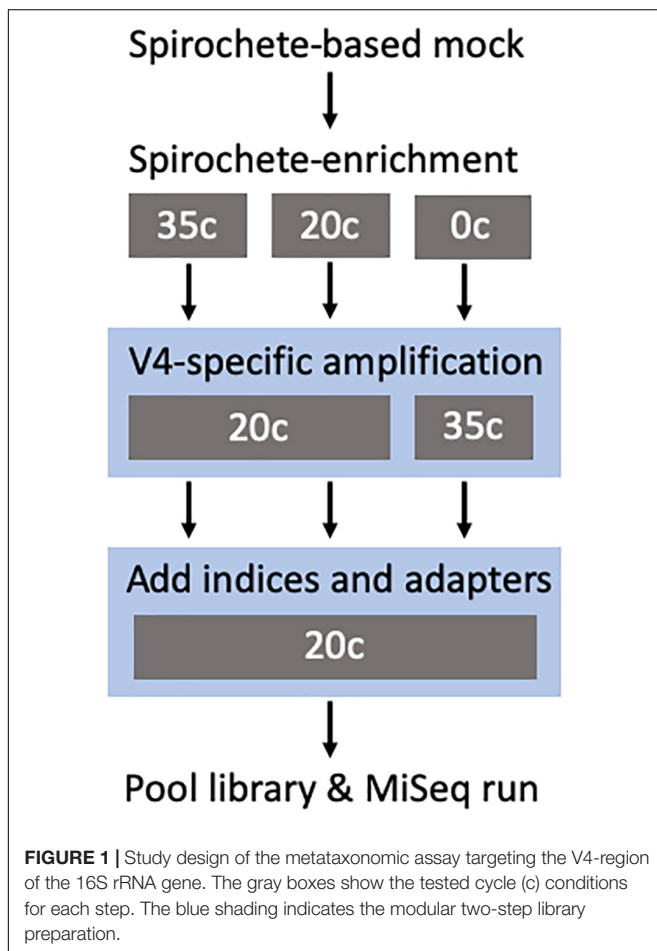 Spirochete-based mock
Spirochete-enrichment
35c 20c 0c
V4-specific amplification
20c 35c
Add indices and adapters
20c
Pool library & MiSeq run
FIGURE 1 | Study design of the metataxonomic assay targeting the V4-region
of the 16S rRNA gene. The gray boxes show the tested cycle (c) conditions
for each step. The blue shading indicates the modular two-step library
preparation.